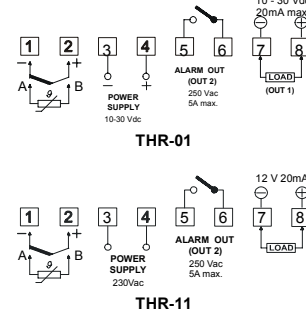 10 - 30 Vdc
20mA max
1 2 3 4 5 6 7 8
− + − +
A ϑ B
POWER
SUPPLY
10-30 Vdc
ALARM OUT
(OUT 2)
250 Vac
5A max.
LOAD
(OUT 1)
THR-01
12 V 20mA
1 2 3 4 5 6 7 8
− +
A ϑ B
POWER
SUPPLY
230Vac
ALARM OUT
(OUT 2)
250 Vac
5A max.
LOAD
THR-11